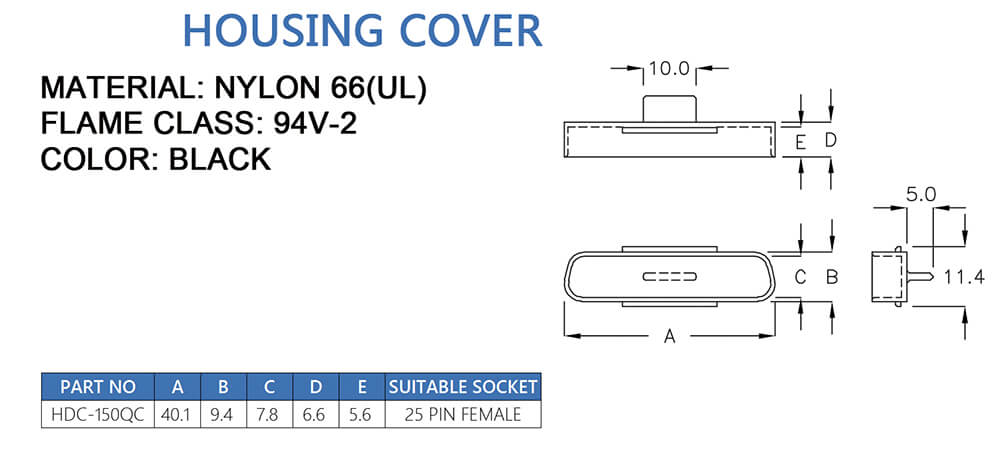 HOUSING COVER
MATERIAL: NYLON 66(UL)
FLAME CLASS: 94V-2
COLOR: BLACK
10.0
E D
5.0
C B
11.4
A
PART NO A B C D E SUITABLE SOCKET
HDC-150QC 40.1 9.4 7.8 6.6 5.6 25 PIN FEMALE